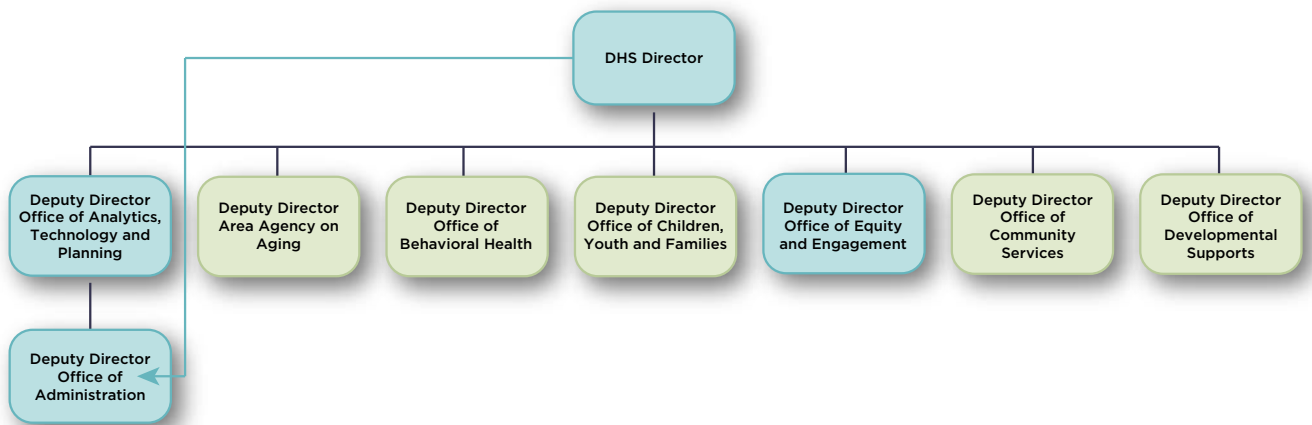 DHS Director
Deputy Director
Office of Analytics,
Technology and
Planning
Deputy Director
Area Agency on
Aging
Deputy Director
Office of
Behavioral Health
Deputy Director
Office of Children,
Youth and Families
Deputy Director
Office of Equity
and Engagement
Deputy Director
Office of
Community
Services
Deputy Director
Office of
Developmental
Supports
Deputy Director
Office of
Administration